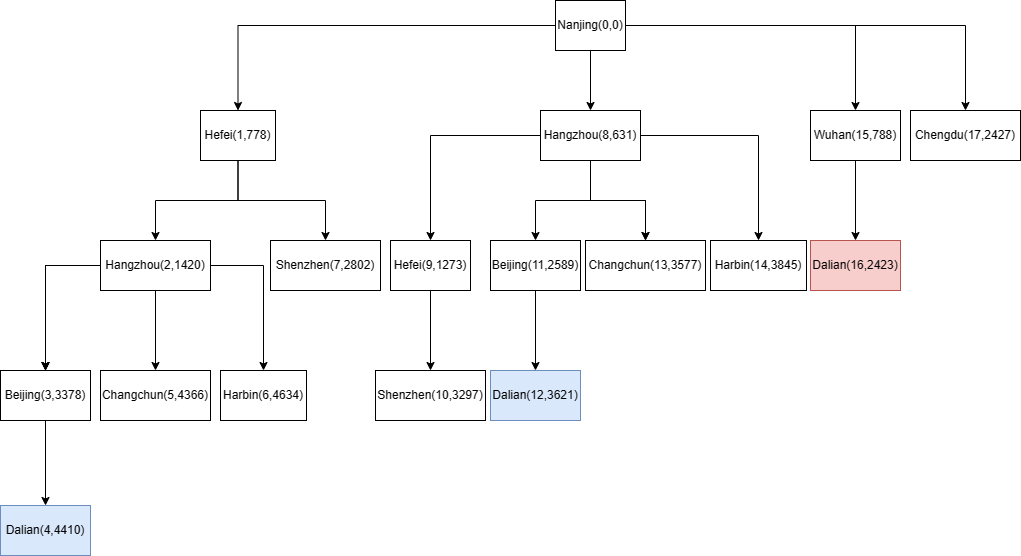 Nanjing(0,0)
Hefei(1,778)
Hangzhou(8,631)
Wuhan(15,788)
Chengdu(17,2427)
Hangzhou(2,1420)
Shenzhen(7,2802)
Hefei(9,1273)
Beijing(11,2589)
Changchun(13,3577)
Harbin(14,3845)
Dalian(16,2423)
Beijing(3,3378)
Changchun(5,4366)
Harbin(6,4634)
Shenzhen(10,3297)
Dalian(12,3621)
Dalian(4,4410)